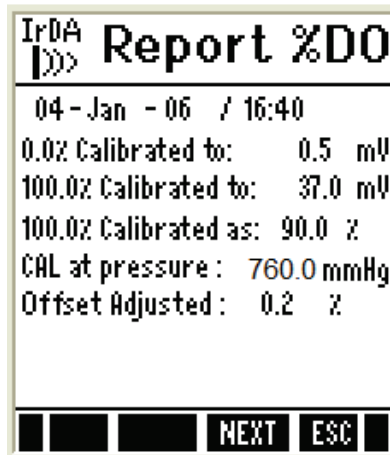 IrDA Report %DO
04-Jan -06 / 16:40
0.0% Calibrated to: 0.5 mV
100.0% Calibrated to: 37.0 mV
100.0% Calibrated as: 90.0 %
CAL at pressure: 760.0 mmHg
Offset Adjusted: 0.2 %
NEXT ESC